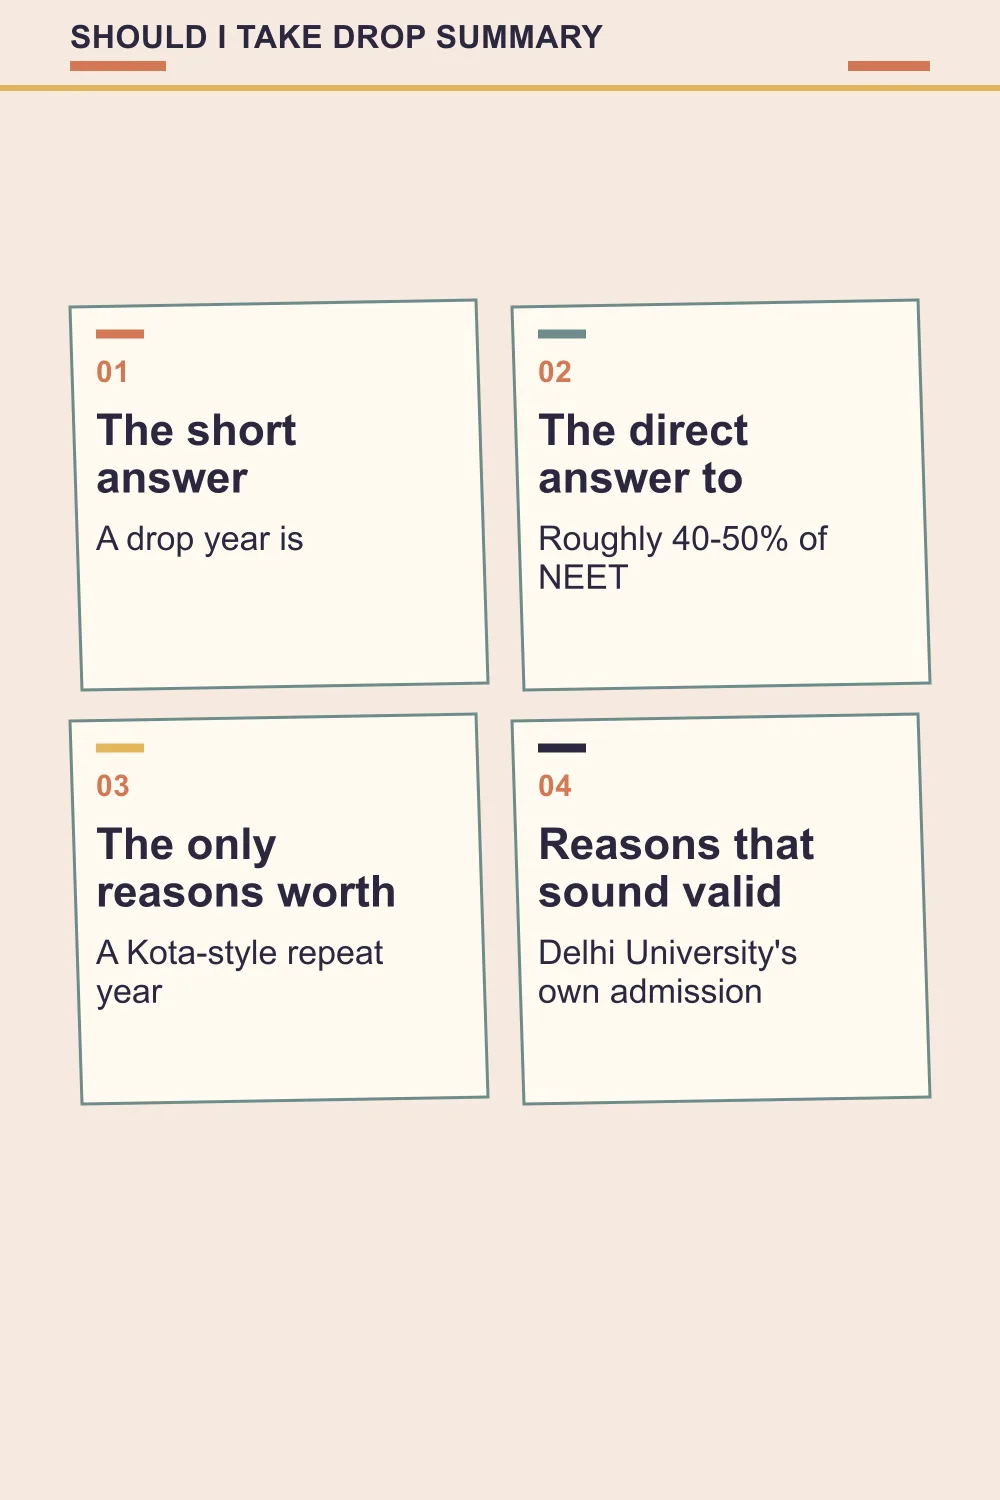 SHOULD I TAKE DROP SUMMARY
01
The short
answer
A drop year is
02
The direct
answer to
Roughly 40-50% of
NEET
03
The only
reasons worth
A Kota-style repeat
year
04
Reasons that
sound valid
Delhi University's
own admission